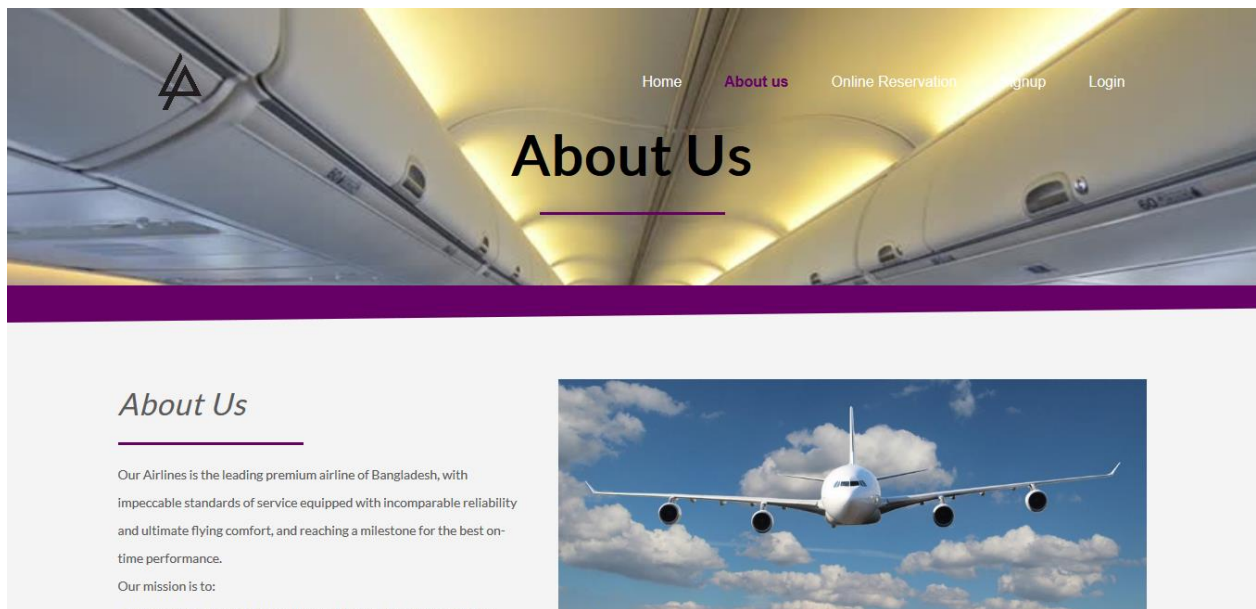 Home About us Online Reservation Signup Login
About Us
About Us
Our Airlines is the leading premium airline of Bangladesh, with
impeccable standards of service equipped with incomparable reliability
and ultimate flying comfort, and reaching a milestone for the best on-
time performance.
Our mission is to: